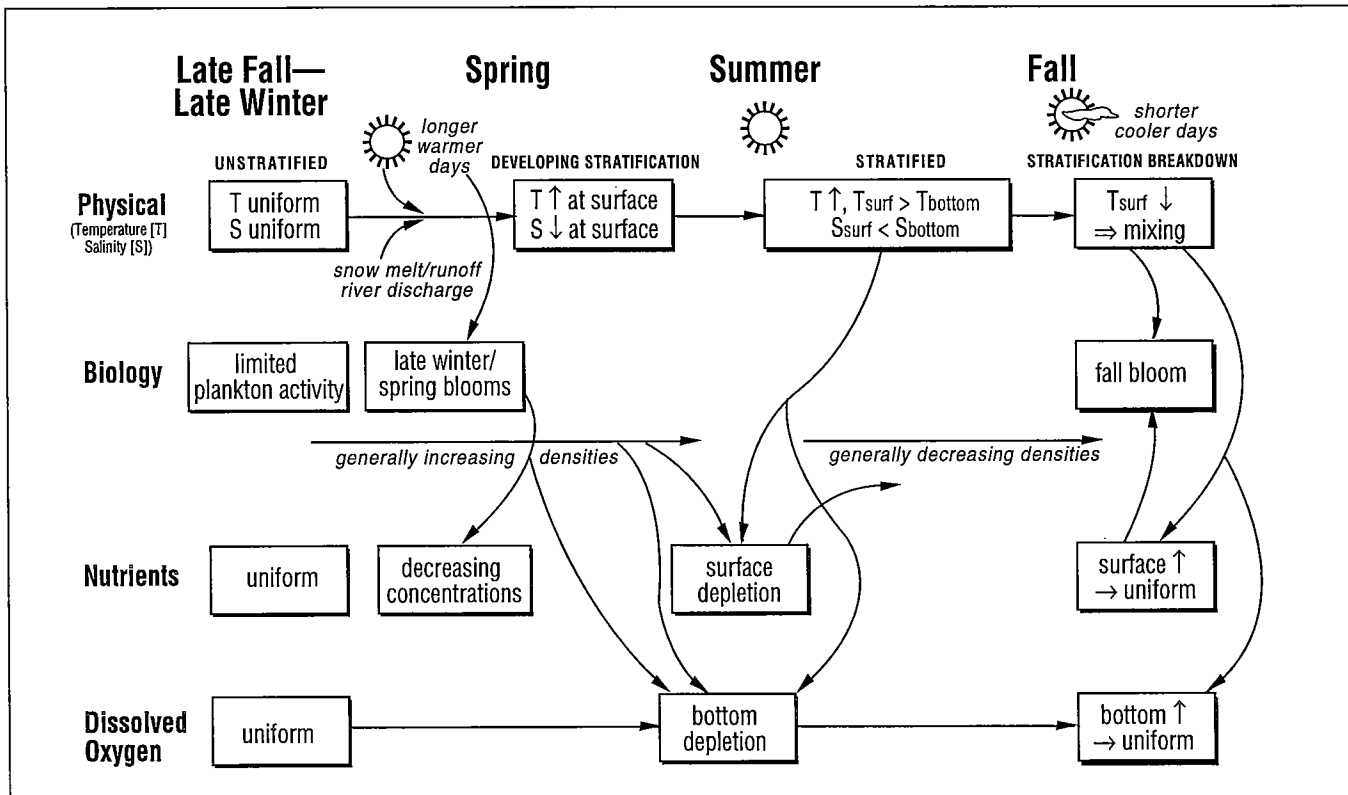 Late Fall—
Late Winter
Spring
Summer
Fall
longer
warmer
days
shorter
cooler days
UNSTRATIFIED
DEVELOPING STRATIFICATION
STRATIFIED
STRATIFICATION BREAKDOWN
Physical
(Temperature [T]
Salinity [S])
T uniform
S uniform
T ↑ at surface
S ↓ at surface
T ↑, Tsurf > Tbottom
Ssurf < Sbottom
Tsurf ↓
⇒ mixing
snow melt/runoff
river discharge
Biology
limited
plankton activity
late winter/
spring blooms
fall bloom
generally increasing densities
generally decreasing densities
Nutrients
uniform
decreasing
concentrations
surface
depletion
surface ↑
→ uniform
Dissolved
Oxygen
uniform
bottom
depletion
bottom ↑
→ uniform